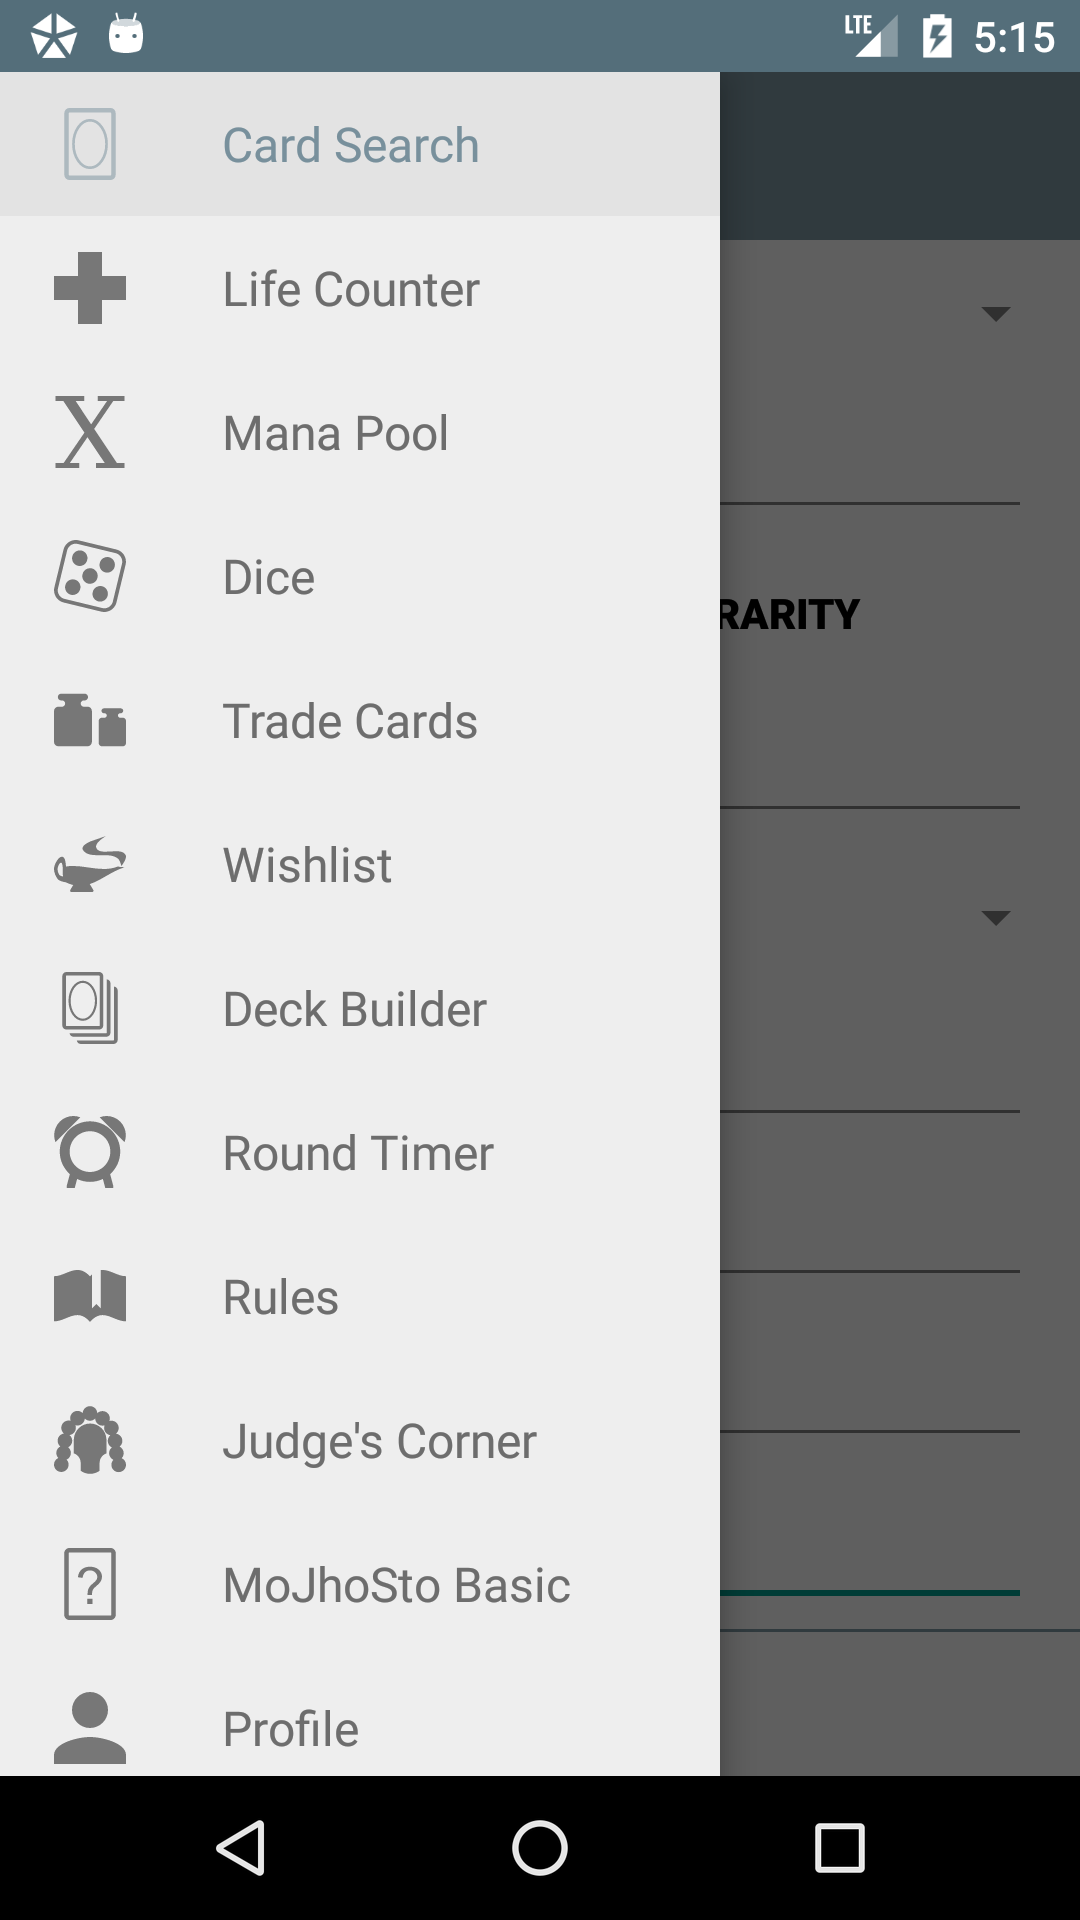 LTE 5:15
Card Search
Life Counter
X Mana Pool
Dice
RARITY
Trade Cards
Wishlist
Deck Builder
Round Timer
Rules
Judge's Corner
? MoJhoSto Basic
Profile